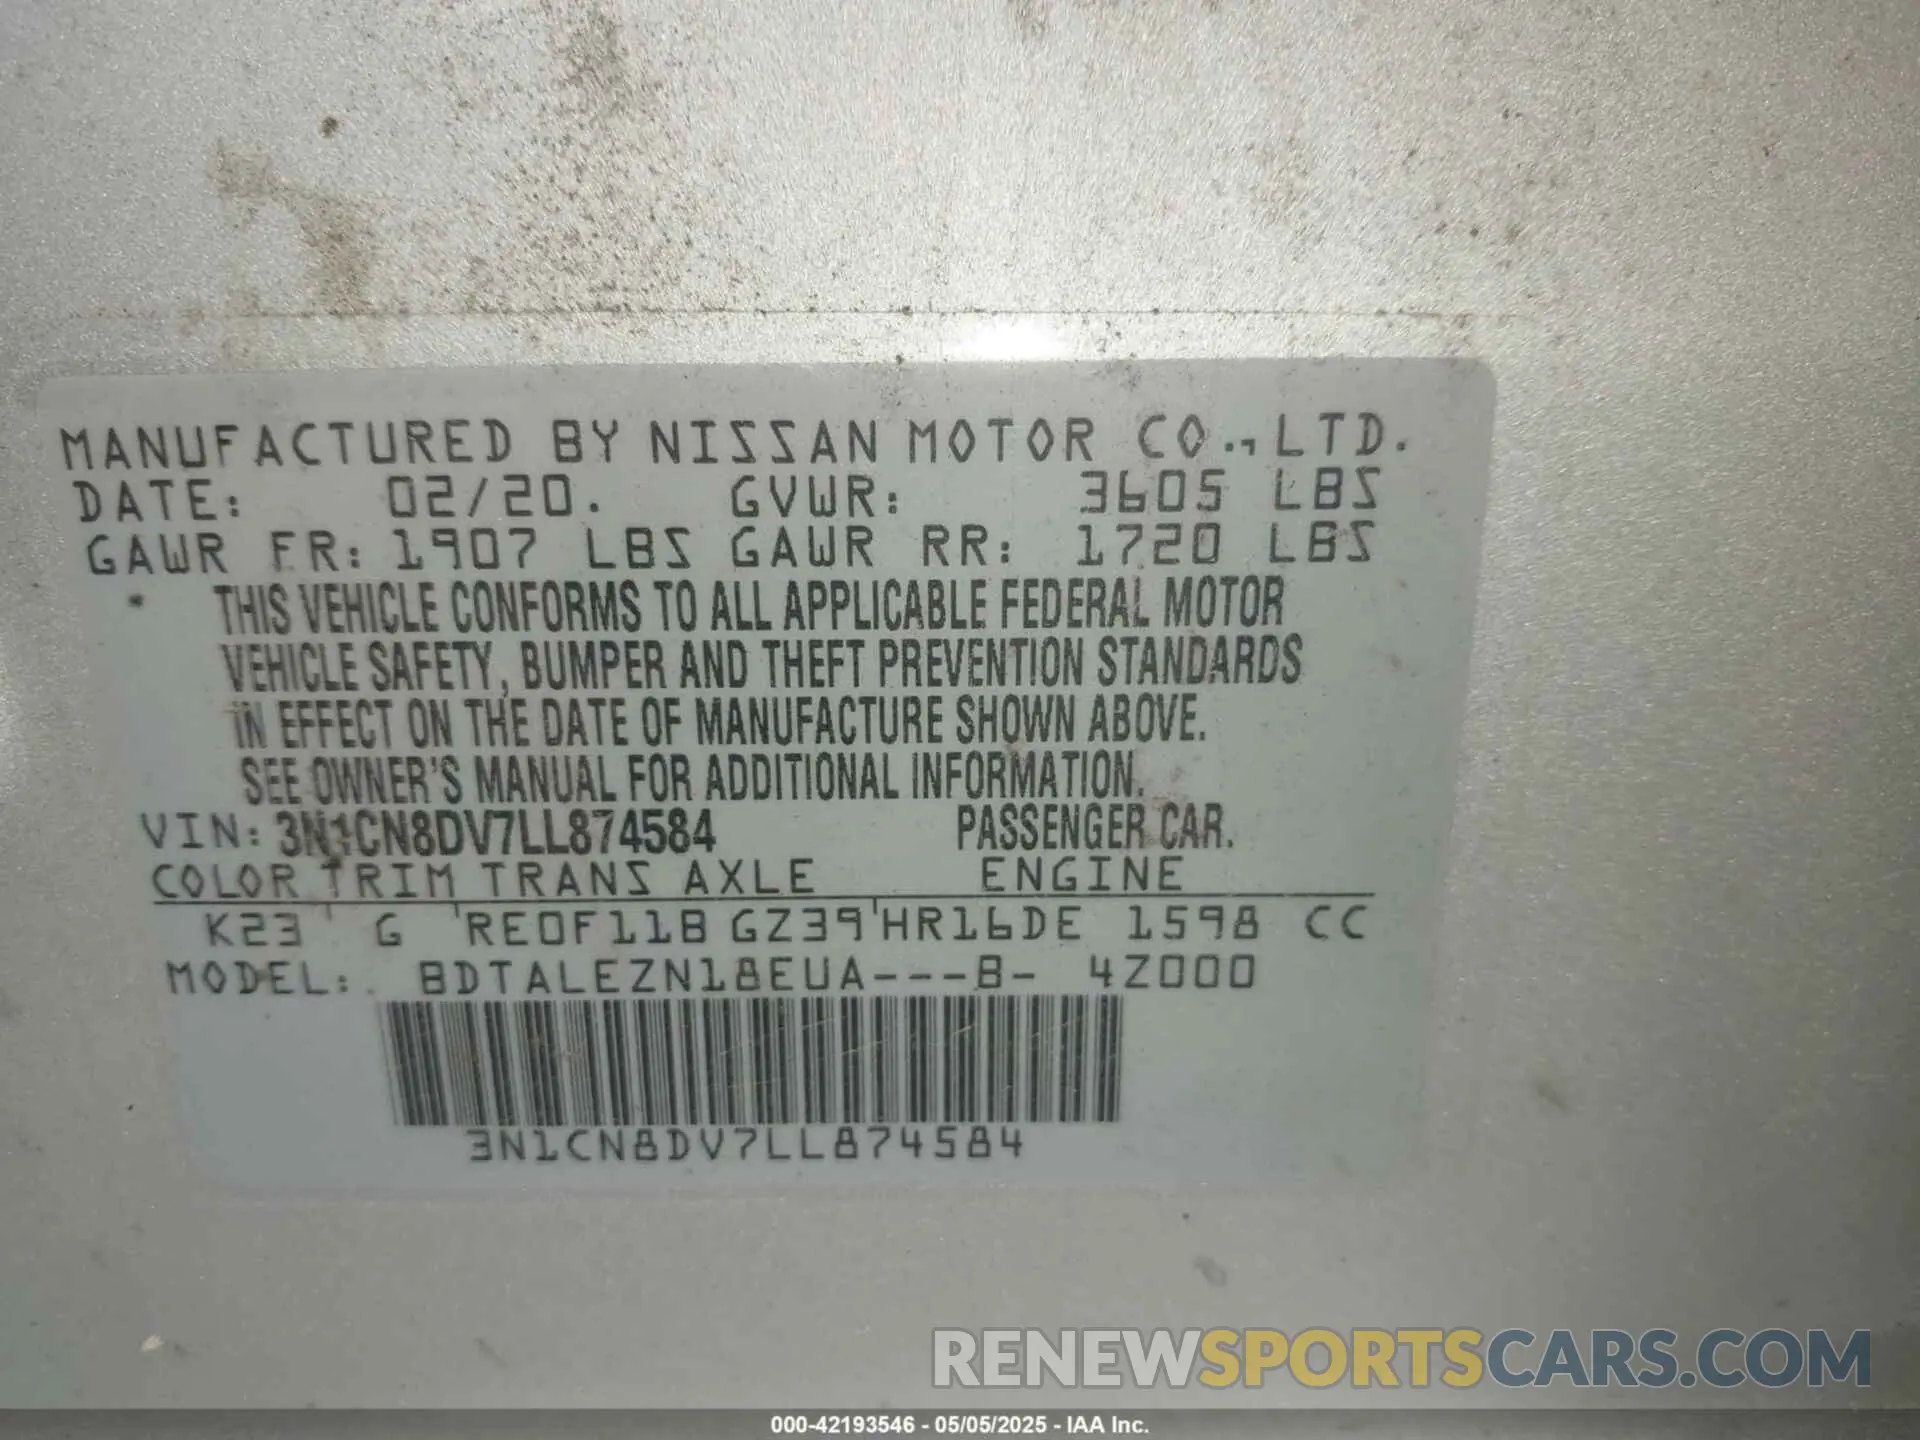 MANUFACTURED BY NISSAN MOTOR CO., LTD.
DATE: 02/20. GVWR: 3605 LBS
GAWR FR: 1907 LBS GAWR RR: 1720 LBS
THIS VEHICLE CONFORMS TO ALL APPLICABLE FEDERAL MOTOR
VEHICLE SAFETY, BUMPER AND THEFT PREVENTION STANDARDS
IN EFFECT ON THE DATE OF MANUFACTURE SHOWN ABOVE.
SEE OWNER'S MANUAL FOR ADDITIONAL INFORMATION.
VIN: 3N1CN8DV7LL874584 PASSENGER CAR.
COLOR TRIM TRANS AXLE ENGINE
K23 G RE0F11B GZ39 HR16DE 1598 CC
MODEL: BDTALEZN18EUA---B- 4Z000
3N1CN8DV7LL874584
RENEWSPORTSCARS.COM
000-42193546 - 05/05/2025 - IAA Inc.